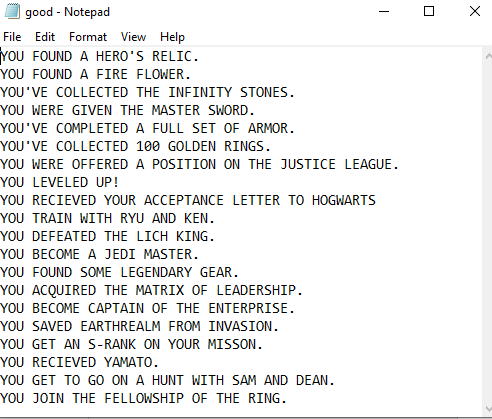 good - Notepad
File Edit Format View Help
YOU FOUND A HERO'S RELIC.
YOU FOUND A FIRE FLOWER.
YOU'VE COLLECTED THE INFINITY STONES.
YOU WERE GIVEN THE MASTER SWORD.
YOU'VE COMPLETED A FULL SET OF ARMOR.
YOU'VE COLLECTED 100 GOLDEN RINGS.
YOU WERE OFFERED A POSITION ON THE JUSTICE LEAGUE.
YOU LEVELED UP!
YOU RECIEVED YOUR ACCEPTANCE LETTER TO HOGWARTS
YOU TRAIN WITH RYU AND KEN.
YOU DEFEATED THE LICH KING.
YOU BECOME A JEDI MASTER.
YOU FOUND SOME LEGENDARY GEAR.
YOU ACQUIRED THE MATRIX OF LEADERSHIP.
YOU BECOME CAPTAIN OF THE ENTERPRISE.
YOU SAVED EARTHREALM FROM INVASION.
YOU GET AN S-RANK ON YOUR MISSON.
YOU RECIEVED YAMATO.
YOU GET TO GO ON A HUNT WITH SAM AND DEAN.
YOU JOIN THE FELLOWSHIP OF THE RING.